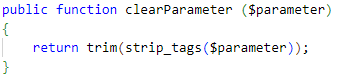 public function clearParameter ($parameter)
{
    return trim(strip_tags($parameter));
}